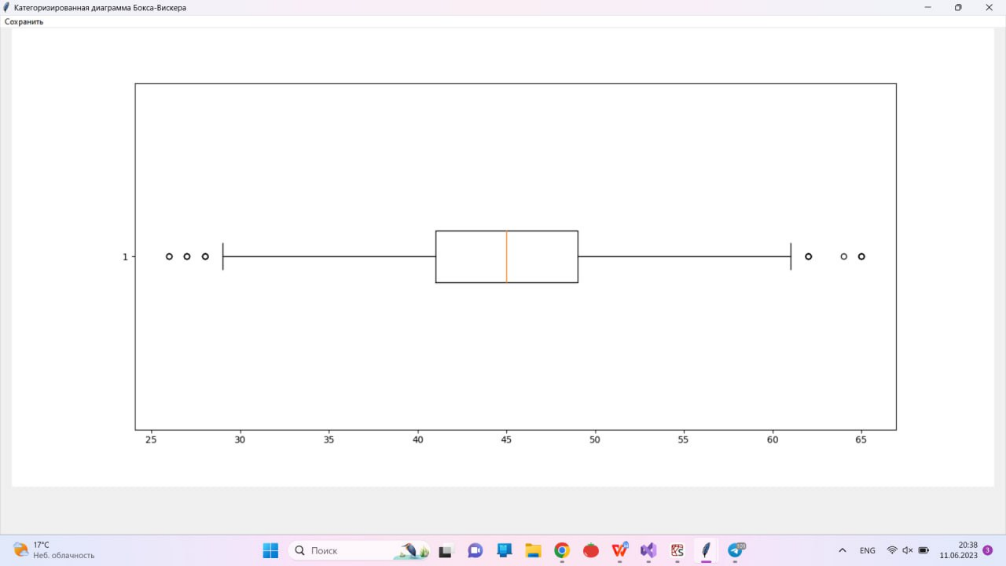 Категоризированная диаграмма Бокса-Вискера
Сохранить
1
25 30 35 40 45 50 55 60 65
17°C
Неб. облачность
Поиск
ENG
20:38
11.06.2023
3